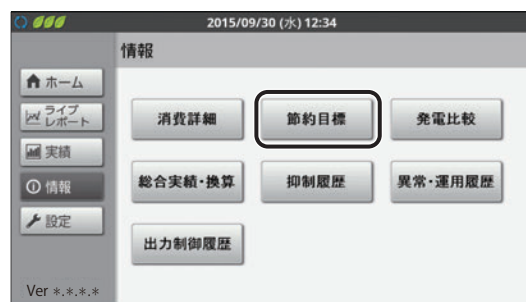 2015/09/30 (水) 12:34
情報
ホーム
ライブ
レポート
実績
情報
設定
消費詳細
節約目標
発電比較
総合実績・換算
抑制履歴
異常・運用履歴
出力制御履歴
Ver *.*.*.*